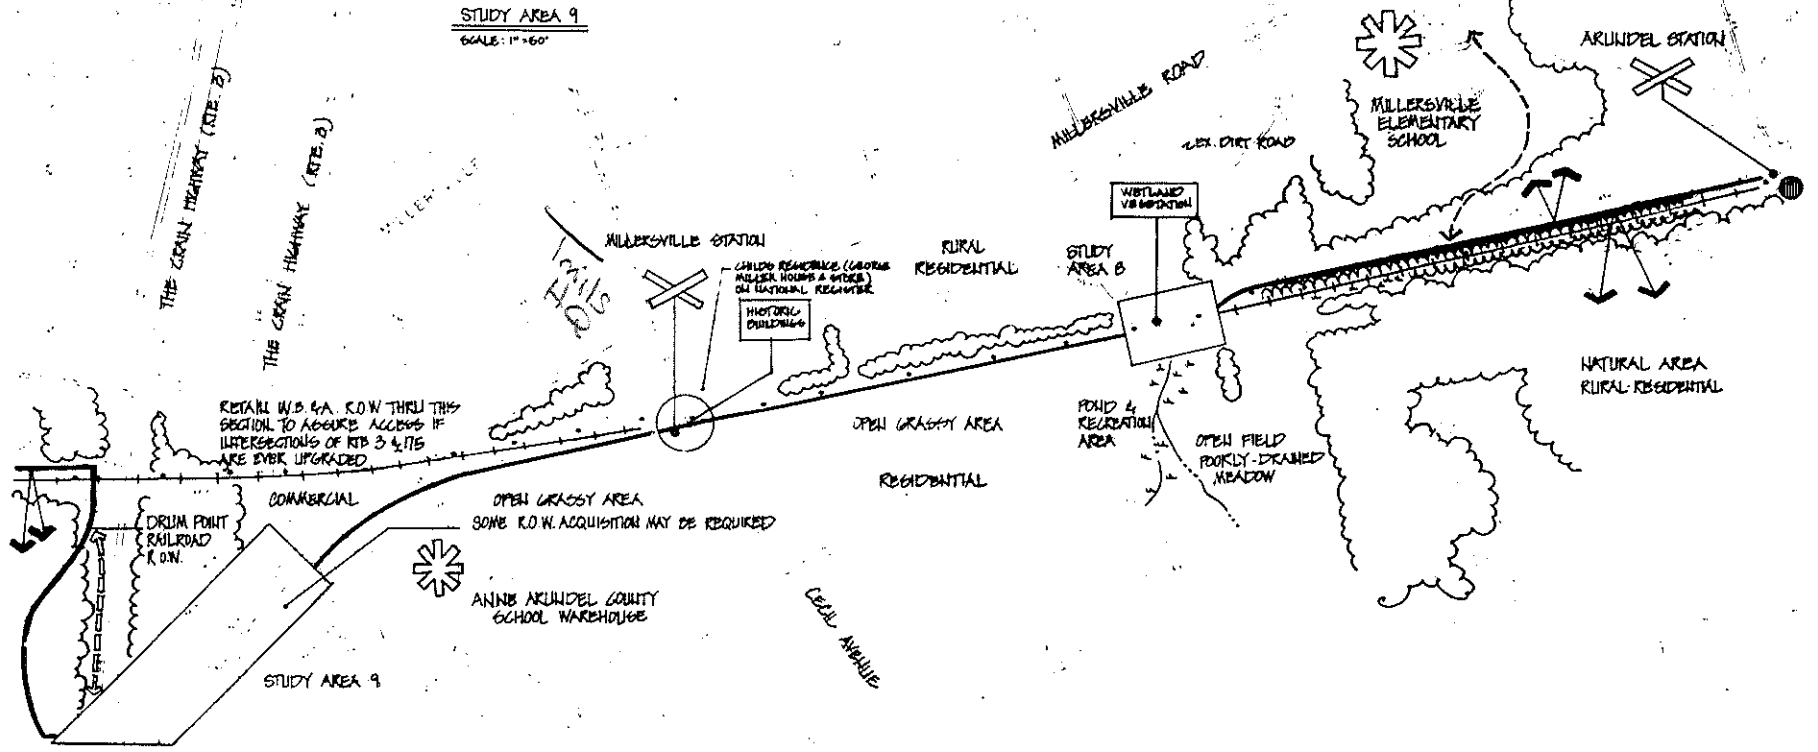 STUDY AREA 9
SCALE: 1"=50'
ARUNDEL STATION
THE CRAIN HIGHWAY (RTE. 3)
THE CRAIN HIGHWAY (RTE. 3)
MILLERSVILLE ROAD
MILLERSVILLE
ELEMENTARY
SCHOOL
EX. DIRT ROAD
WETLAND
VEGETATION
MILLERSVILLE STATION
CHILDS RESIDENCE (GEORGE
MILLER HOUSE & STORE)
ON NATIONAL REGISTER
HISTORIC
BUILDINGS
RURAL
RESIDENTIAL
STUDY
AREA 8
NATURAL AREA
RURAL-RESIDENTIAL
RETAIN W.B. & A. R.O.W THRU THIS
SECTION TO ASSURE ACCESS IF
INTERSECTIONS OF RTE 3 & 175
ARE EVER UPGRADED
OPEN GRASSY AREA
POND &
RECREATION
AREA
OPEN FIELD
POORLY-DRAINED
MEADOW
RESIDENTIAL
COMMERCIAL
OPEN GRASSY AREA
SOME R.O.W. ACQUISITION MAY BE REQUIRED
DRUM POINT
RAILROAD
R.O.W.
ANNE ARUNDEL COUNTY
SCHOOL WAREHOUSE
CECIL AVENUE
STUDY AREA 9